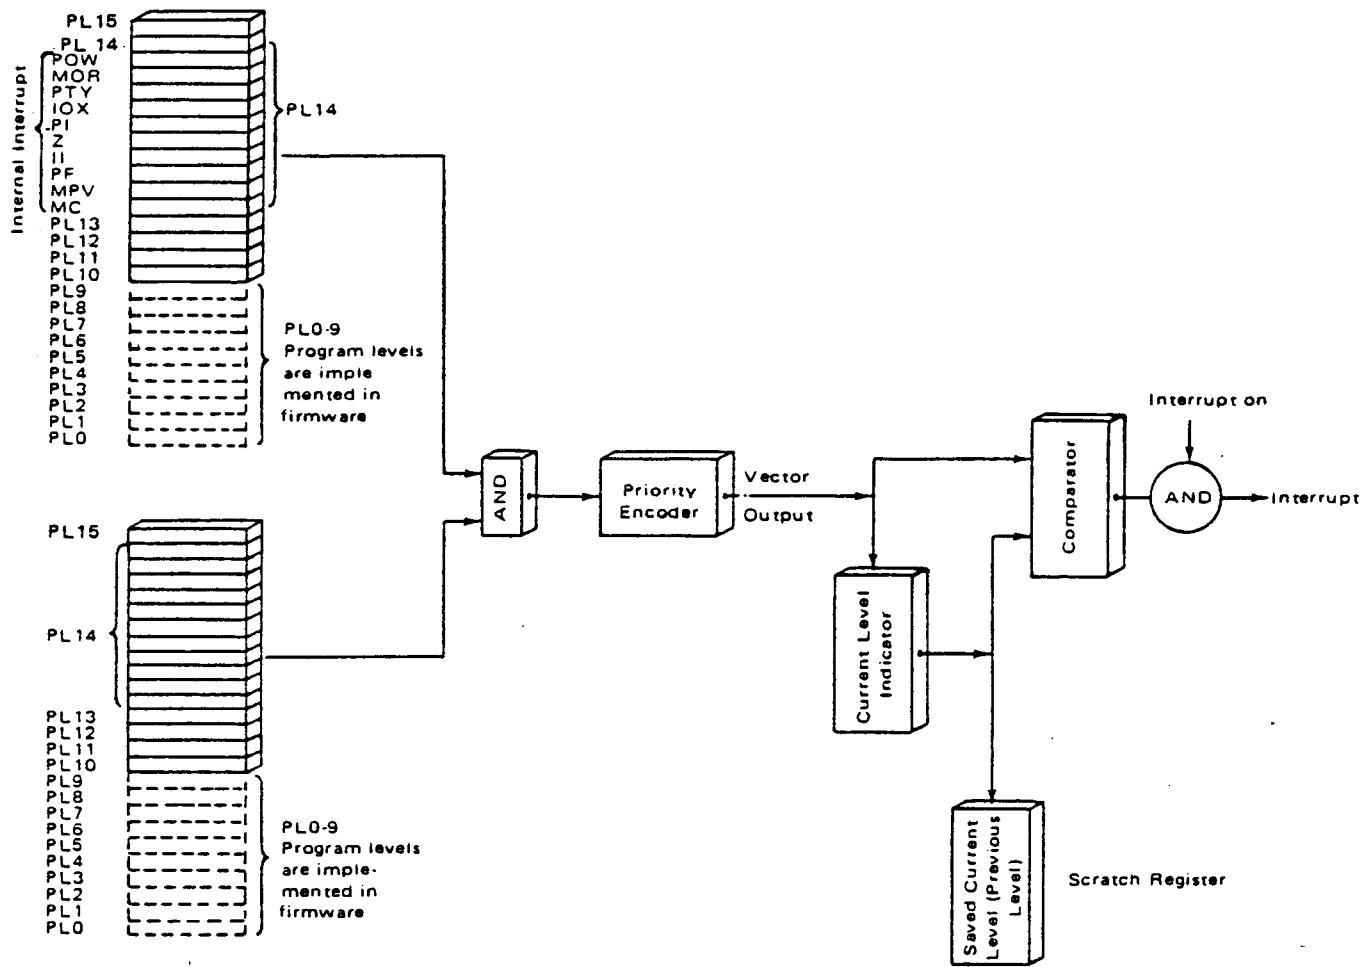 PL15
PL 14
POW
MOR
PTY
IOX
PI
Z
II
PF
MPV
MC
PL13
PL12
PL11
PL10
PL9
PL8
PL7
PL6
PL5
PL4
PL3
PL2
PL1
PL0
Internal Interrupt
PL14
PL0-9
Program levels
are imple
mented in
firmware
PL15
PL14
PL13
PL12
PL11
PL10
PL9
PL8
PL7
PL6
PL5
PL4
PL3
PL2
PL1
PL0
PL0-9
Program levels
are imple-
mented in
firmware
AND
Priority
Encoder
Vector
Output
Current Level
Indicator
Comparator
Interrupt on
AND
Interrupt
Saved Current
Level (Previous
Level)
Scratch Register